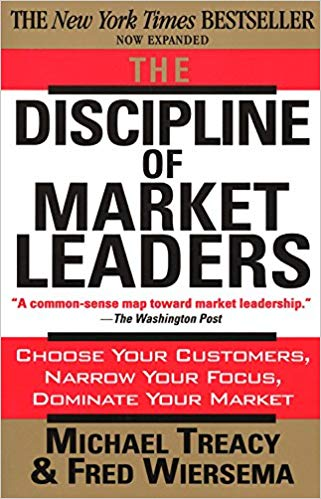 THE New York Times BESTSELLER
NOW EXPANDED
THE
DISCIPLINE
OF
MARKET
LEADERS
"A common-sense map toward market leadership."
—The Washington Post
CHOOSE YOUR CUSTOMERS,
NARROW YOUR FOCUS,
DOMINATE YOUR MARKET
MICHAEL TREACY
& FRED WIERSEMA